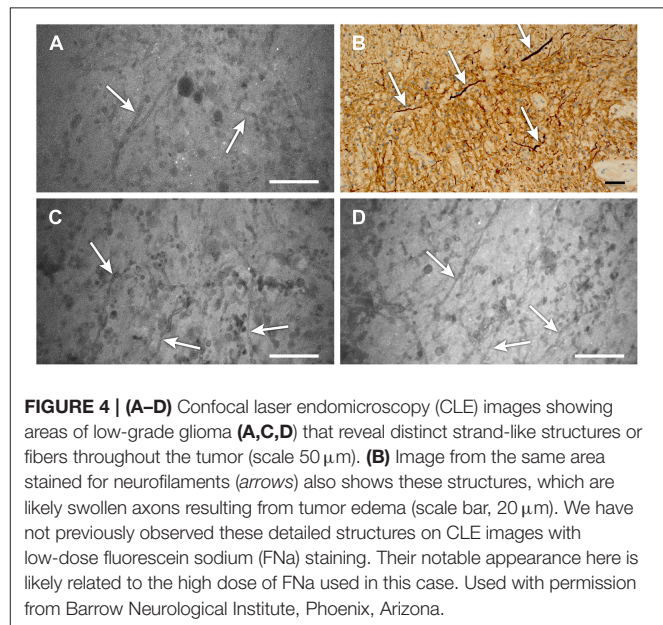 A
B
C
D
FIGURE 4 | (A–D) Confocal laser endomicroscopy (CLE) images showing
areas of low-grade glioma (A,C,D) that reveal distinct strand-like structures or
fibers throughout the tumor (scale 50 μm). (B) Image from the same area
stained for neurofilaments (arrows) also shows these structures, which are
likely swollen axons resulting from tumor edema (scale bar, 20 μm). We have
not previously observed these detailed structures on CLE images with
low-dose fluorescein sodium (FNa) staining. Their notable appearance here is
likely related to the high dose of FNa used in this case. Used with permission
from Barrow Neurological Institute, Phoenix, Arizona.